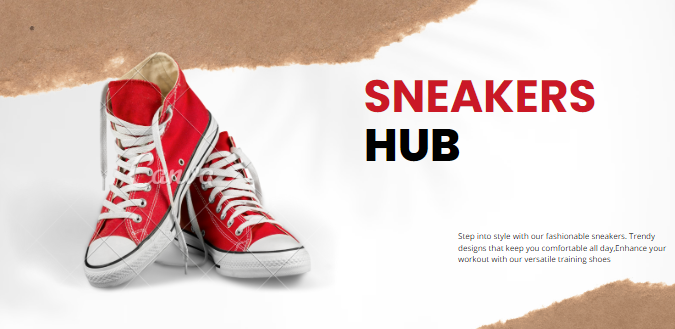 SNEAKERS
HUB
Canva
Step into style with our fashionable sneakers. Trendy
designs that keep you comfortable all day,Enhance your
workout with our versatile training shoes